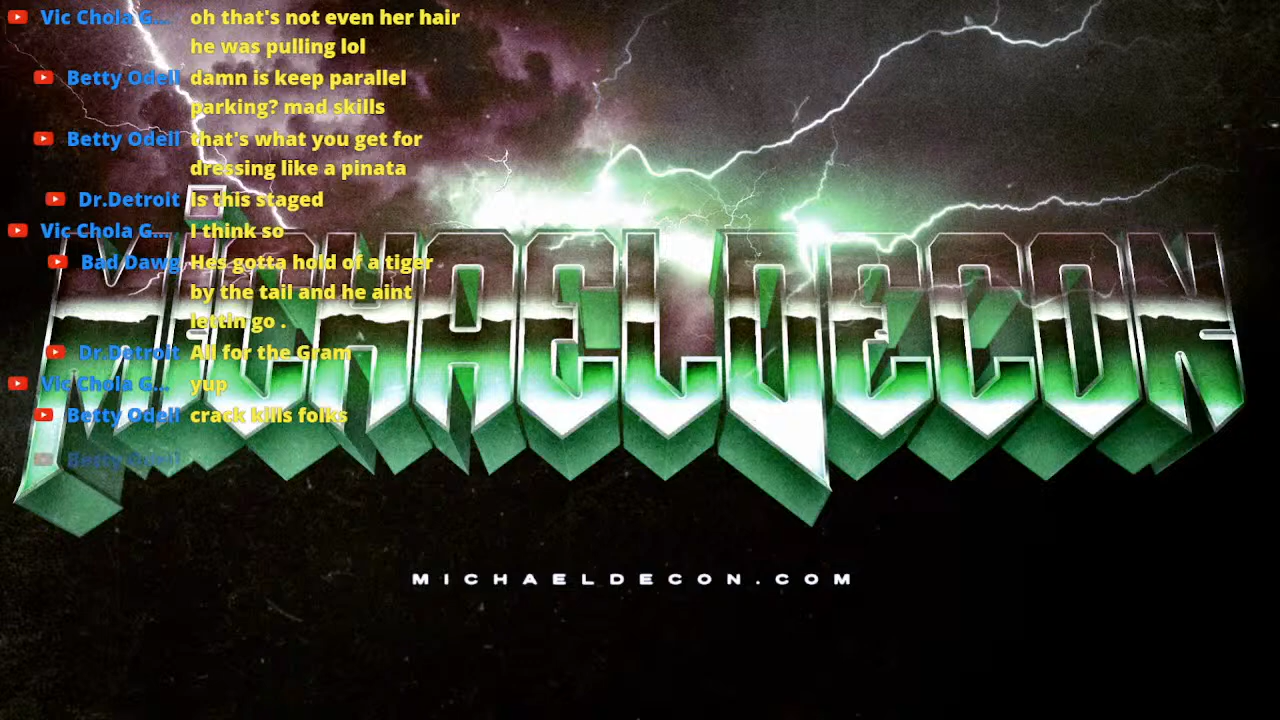 Vic Chola G... oh that's not even her hair
he was pulling lol
Betty Odell damn is keep parallel
parking? mad skills
Betty Odell that's what you get for
dressing like a pinata
Dr.Detroit Is this staged
Vic Chola G... I think so
Bad Dawg Hes gotta hold of a tiger
by the tail and he aint
lettin go .
Dr.Detroit All for the Gram
Vic Chola G... yup
Betty Odell crack kills folks
Betty Odell
MICHAELDECON
MICHAELDECON.COM